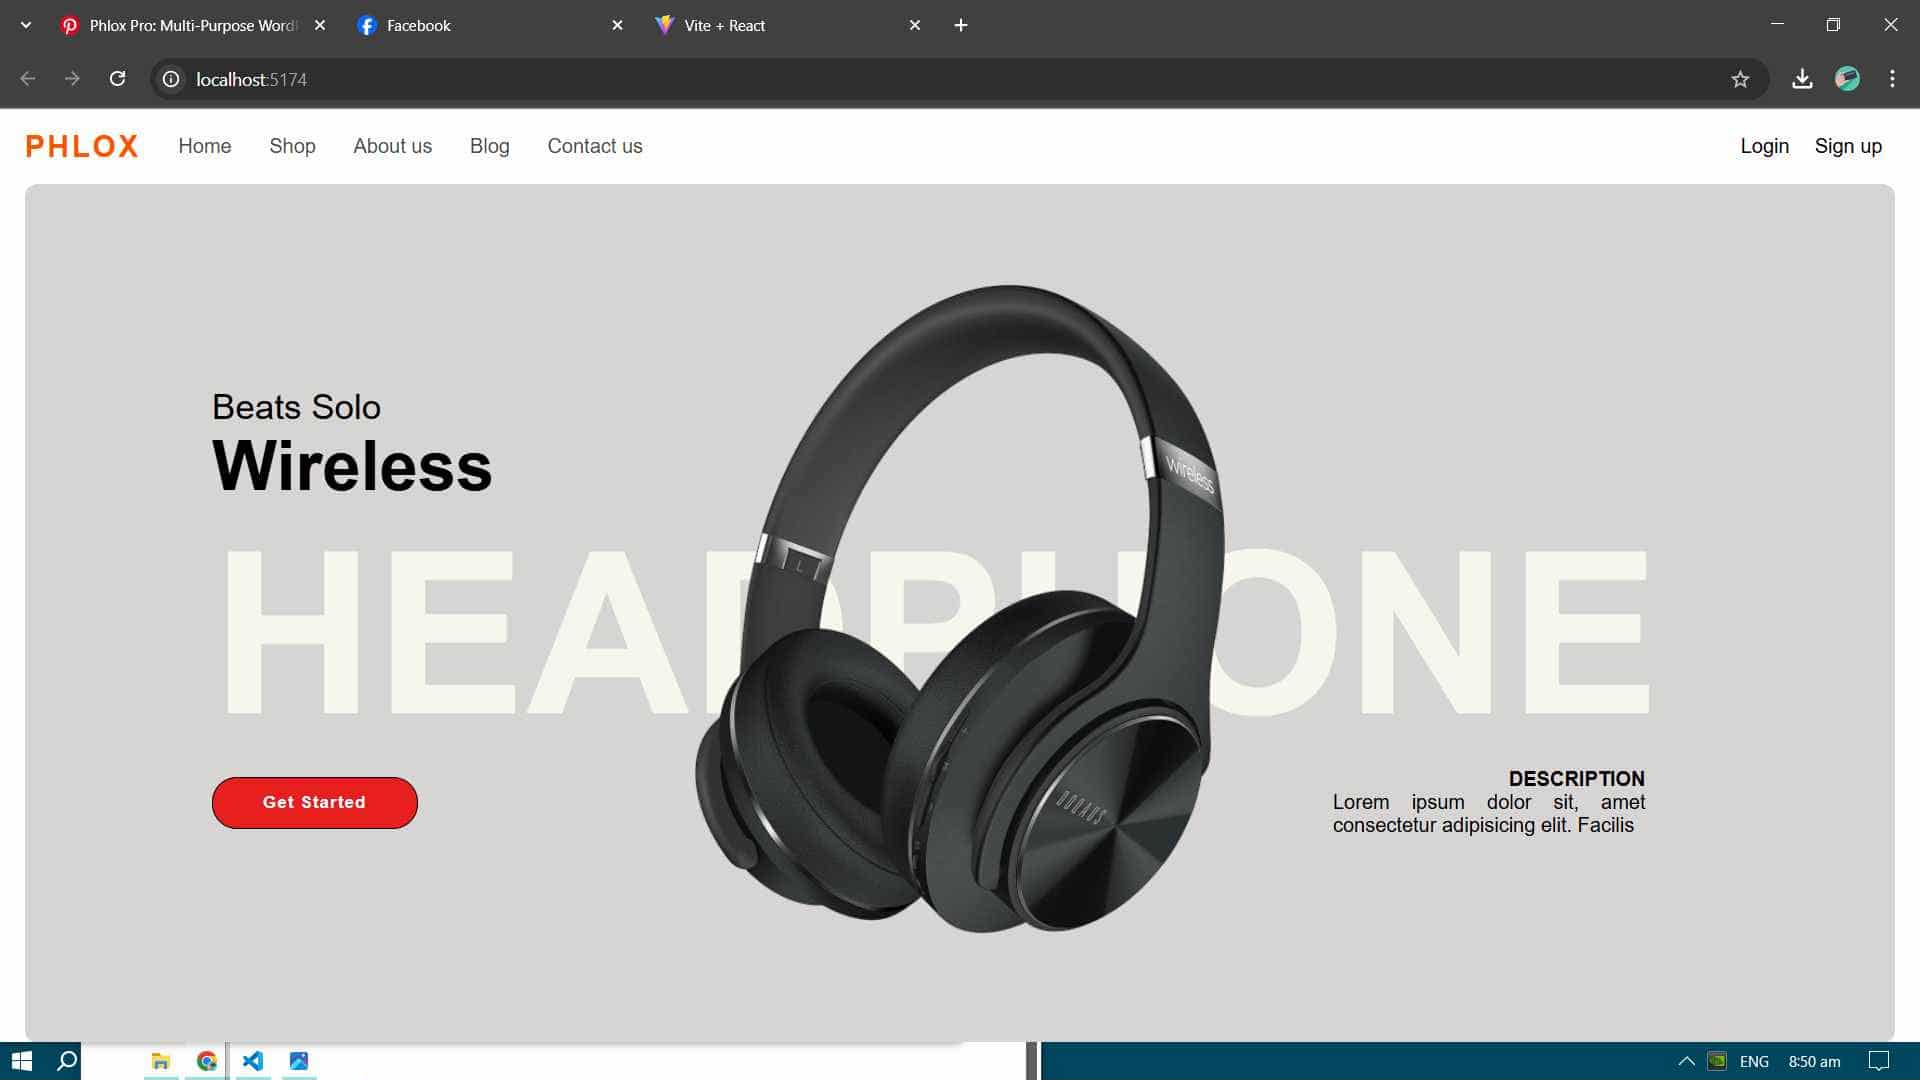 Phlox Pro: Multi-Purpose Word
Facebook
Vite + React
localhost:5174
PHLOX
Home
Shop
About us
Blog
Contact us
Login
Sign up
Beats Solo
Wireless
wireless
L
HEADPHONE
Get Started
DESCRIPTION
Lorem ipsum dolor sit, amet
consectetur adipisicing elit. Facilis
ENG
8:50 am